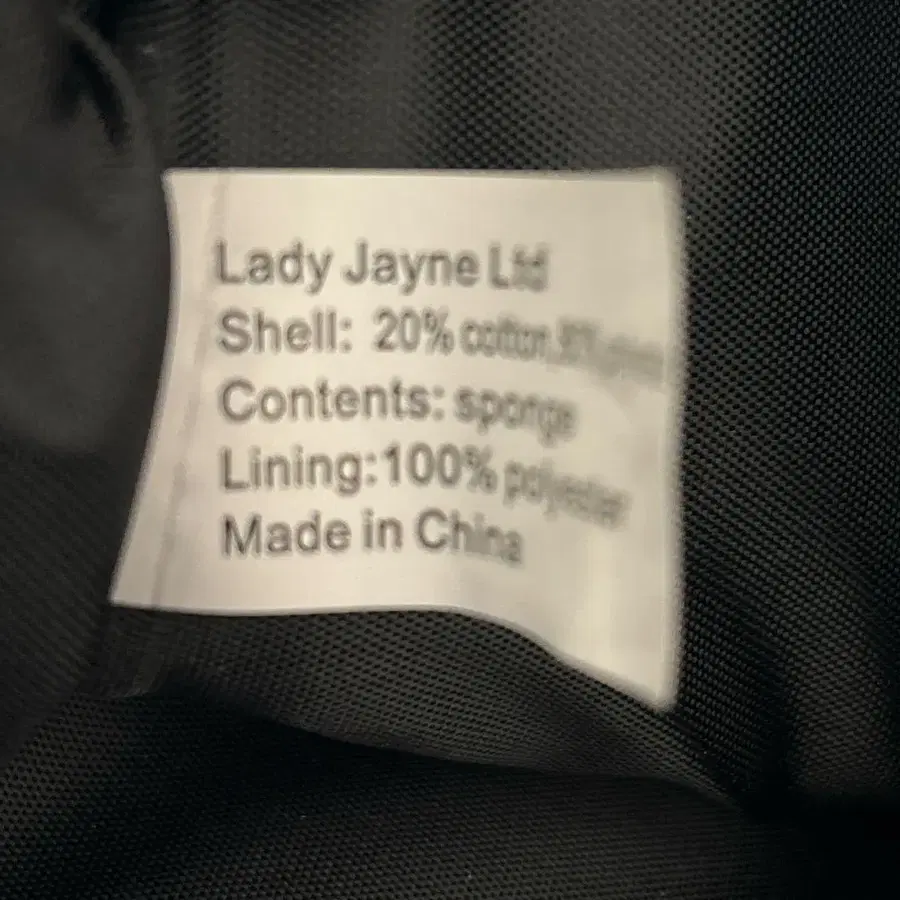 Lady Jayne Ltd
Shell: 20% cotton,
Contents: sponge
Lining:100% polyester
Made in China